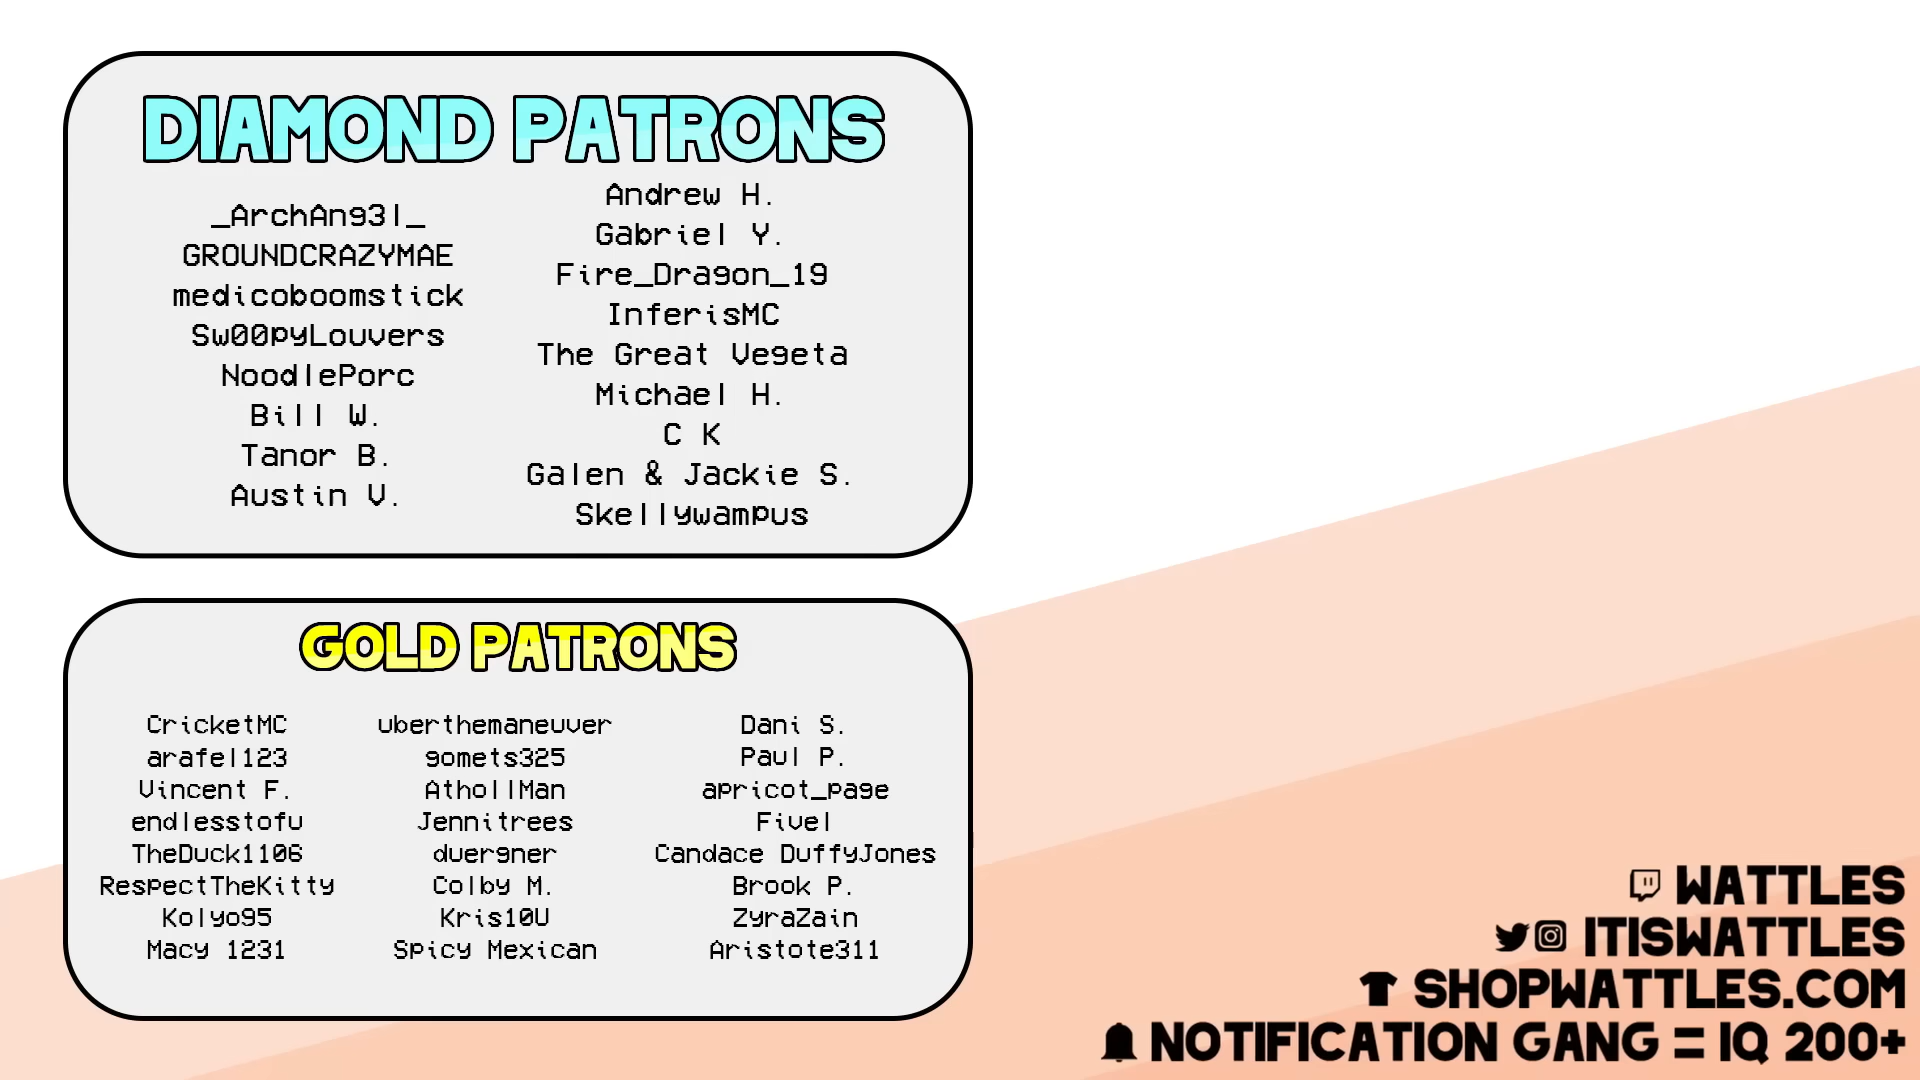 DIAMOND PATRONS
_ArchAng3l_
GROUNDCRAZYMAE
medicoboomstick
Sw00pyLouvers
NoodlePorc
Bill W.
Tanor B.
Austin V.
Andrew H.
Gabriel Y.
Fire_Dragon_19
InferisMC
The Great Vegeta
Michael H.
C K
Galen & Jackie S.
Skellywampus
GOLD PATRONS
CricketMC
arafel123
Vincent F.
endlesstofu
TheDuck1106
RespectTheKitty
Kolyo95
Macy 1231
uberthemaneuver
gomets325
AthollMan
Jennitrees
duergner
Colby M.
Kris10U
Spicy Mexican
Dani S.
Paul P.
apricot_page
Fivel
Candace DuffyJones
Brook P.
ZyraZain
Aristote311
WATTLES
ITISWATTLES
SHOPWATTLES.COM
NOTIFICATION GANG = IQ 200+